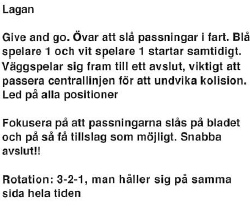 Lagan
Give and go. Övar att slå passningar i fart. Blå
spelare 1 och vit spelare 1 startar samtidigt.
Väggspelar sig fram till ett avslut, viktigt att
passera centrallinjen för att undvika kolision.
Led på alla positioner
Fokusera på att passningarna slås på bladet
och på så få tillslag som möjligt. Snabba
avslut!!
Rotation: 3-2-1, man håller sig på samma
sida hela tiden